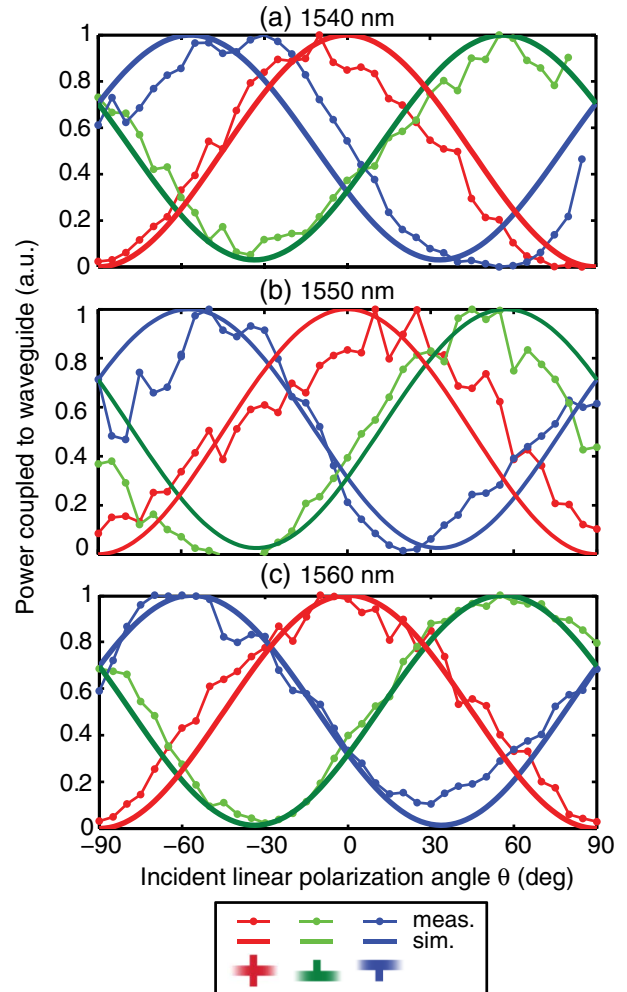 (a) 1540 nm
1
0.8
0.6
0.4
0.2
0
(b) 1550 nm
1
0.8
0.6
0.4
0.2
0
(c) 1560 nm
1
0.8
0.6
0.4
0.2
0
−90 −60 −30 0 30 60 90
Power coupled to waveguide (a.u.)
Incident linear polarization angle θ (deg)
meas.
sim.